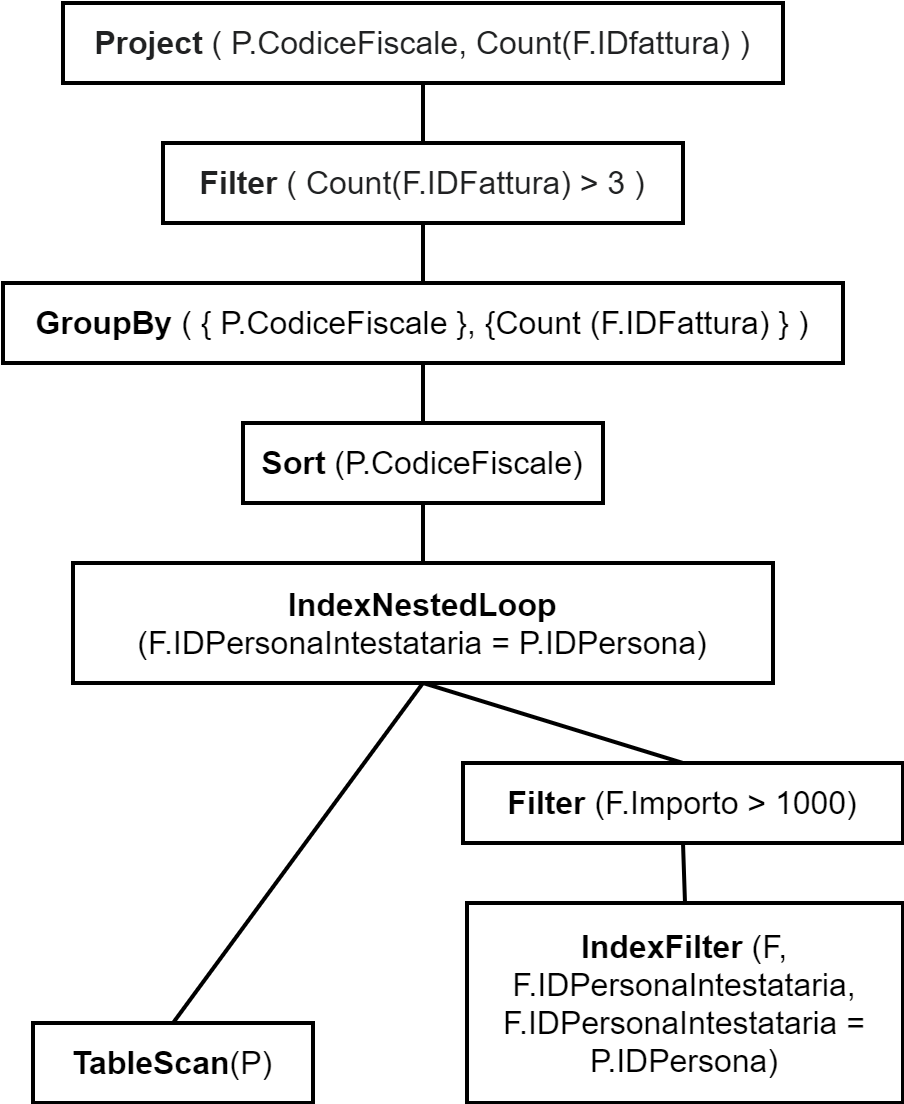 Project ( P.CodiceFiscale, Count(F.IDfattura) )
Filter ( Count(F.IDFattura) > 3 )
GroupBy ( { P.CodiceFiscale }, {Count (F.IDFattura) } )
Sort (P.CodiceFiscale)
IndexNestedLoop
(F.IDPersonaIntestataria = P.IDPersona)
Filter (F.Importo > 1000)
IndexFilter (F,
F.IDPersonaIntestataria,
F.IDPersonaIntestataria =
P.IDPersona)
TableScan(P)